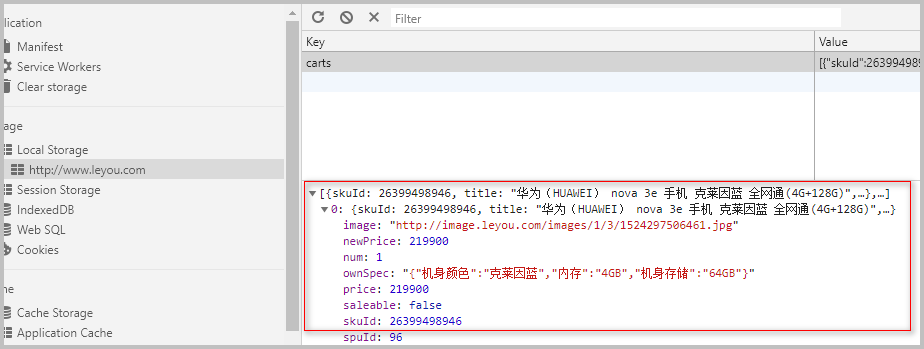 lication
Manifest
Service Workers
Clear storage
age
Local Storage
http://www.leyou.com
Session Storage
IndexedDB
Web SQL
Cookies
ne
Cache Storage
Application Cache
Filter
Key Value
carts [{"skuId":26399498
[{skuId: 26399498946, title: "华为（HUAWEI） nova 3e 手机 克莱因蓝 全网通(4G+128G)",…},…]
0: {skuId: 26399498946, title: "华为（HUAWEI） nova 3e 手机 克莱因蓝 全网通(4G+128G)",…}
image: "http://image.leyou.com/images/1/3/1524297506461.jpg"
newPrice: 219900
num: 1
ownSpec: "{"机身颜色":"克莱因蓝","内存":"4GB","机身存储":"64GB"}"
price: 219900
saleable: false
skuId: 26399498946
spuId: 96